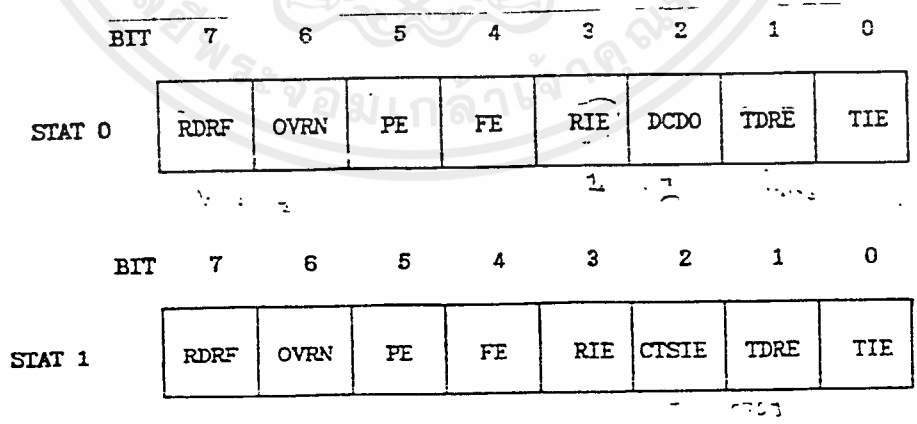 BIT 7 6 5 4 3 2 1 0
STAT 0 RDRF OVRN PE FE RIE DCDO TDRE TIE
BIT 7 6 5 4 3 2 1 0
STAT 1 RDRF OVRN PE FE RIE CTSIE TDRE TIE